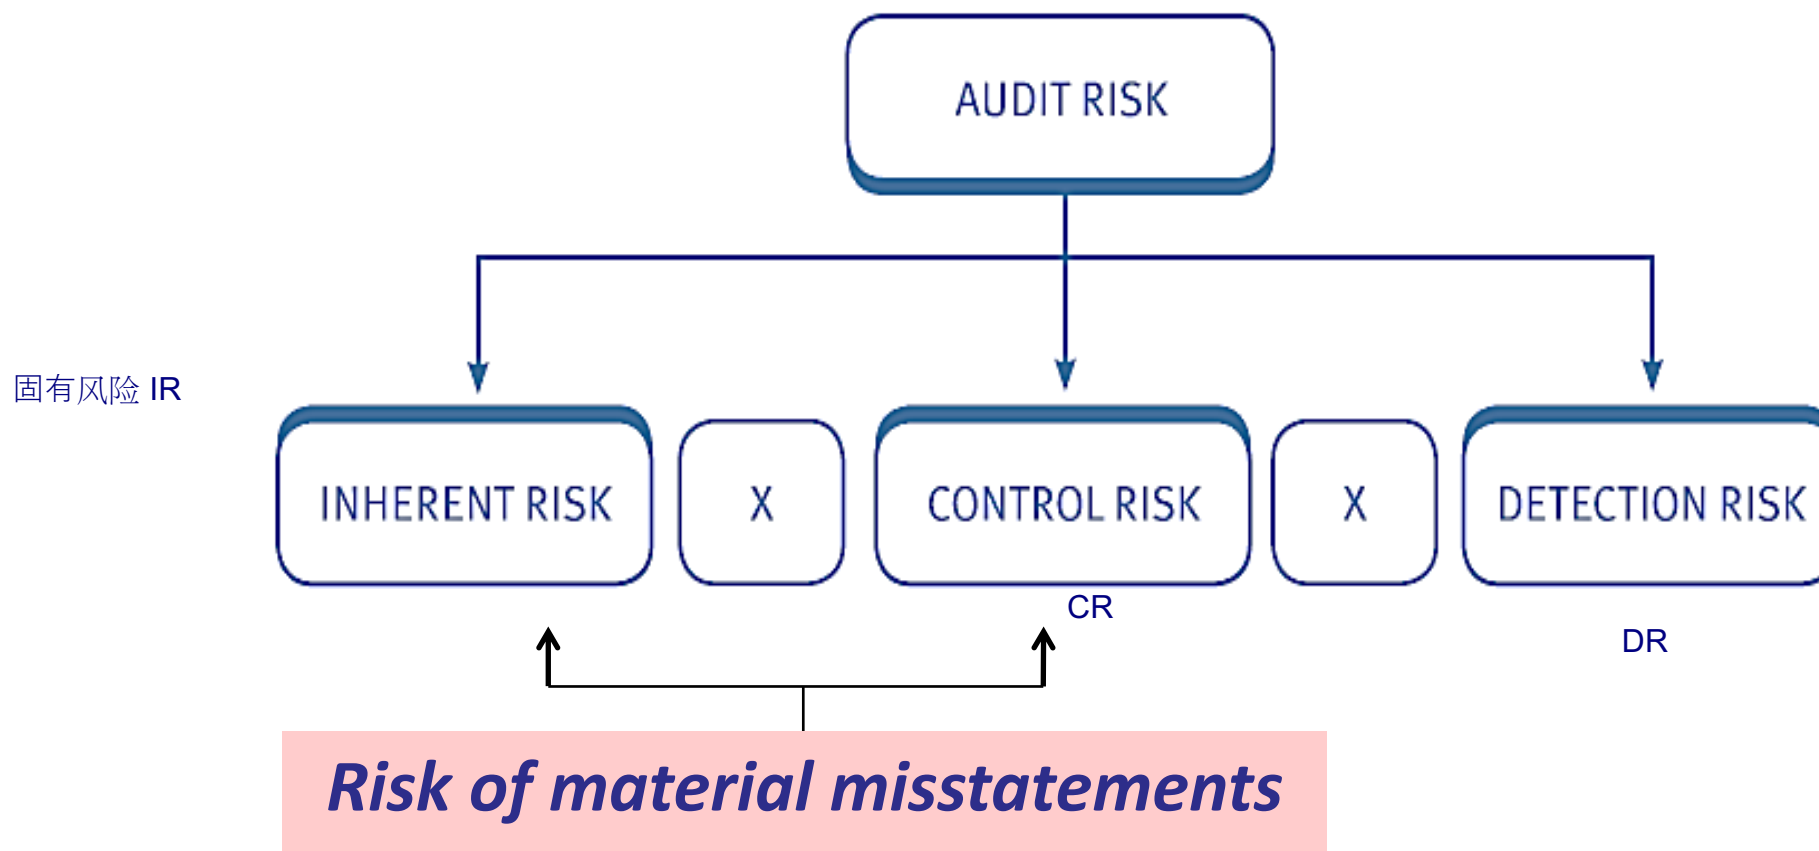 AUDIT RISK
固有风险 IR
INHERENT RISK
X
CONTROL RISK
X
DETECTION RISK
CR
DR
Risk of material misstatements